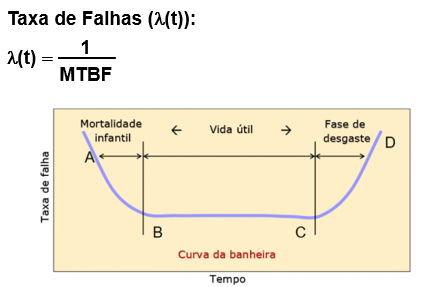 Taxa de Falhas (λ(t)):
λ(t) = 1
MTBF
Mortalidade
infantil
← Vida útil →
Fase de
desgaste
A
D
B
C
Taxa de falha
Curva da banheira
Tempo